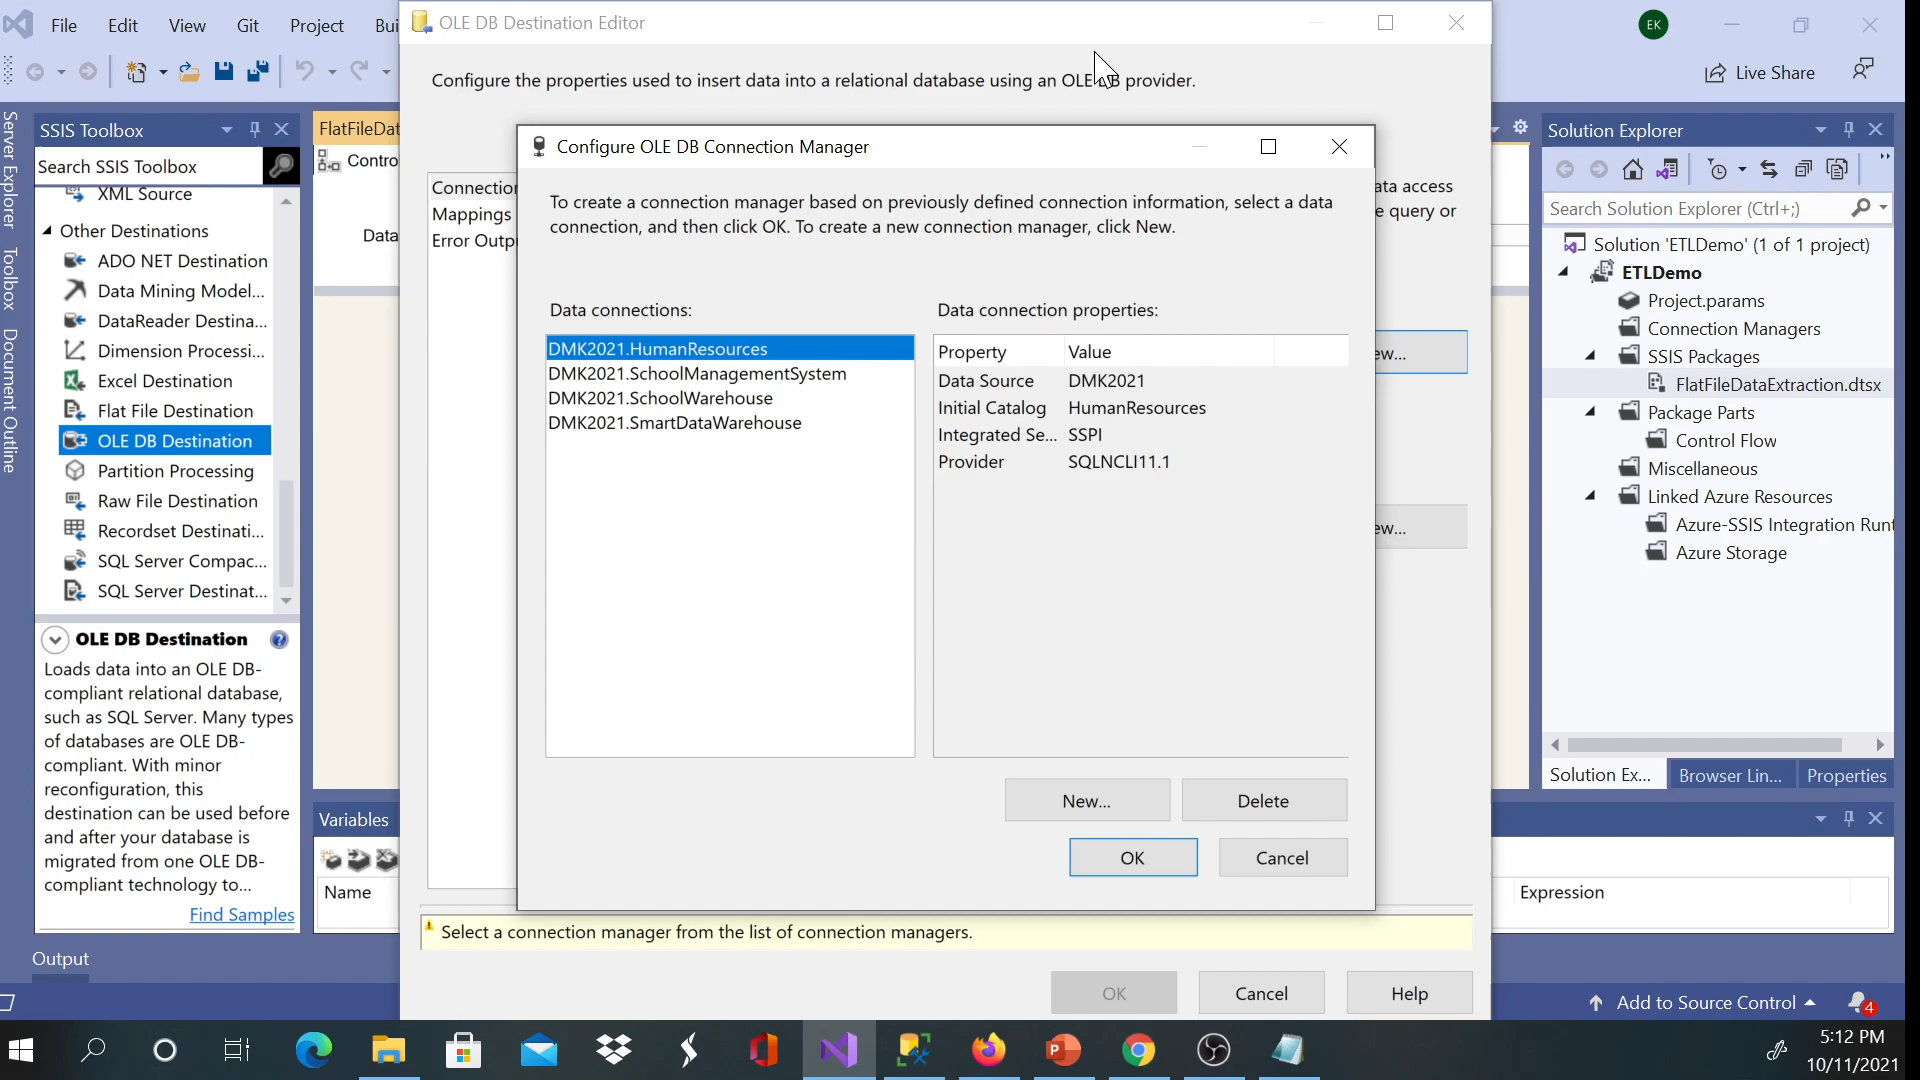 File
Edit
View
Git
Project
OLE DB Destination Editor
EK
Live Share
Configure the properties used to insert data into a relational database using an OLE DB provider.
Server Explorer
Toolbox
Document Outline
SSIS Toolbox
Search SSIS Toolbox
XML Source
Other Destinations
ADO NET Destination
Data Mining Model...
DataReader Destina...
Dimension Processi...
Excel Destination
Flat File Destination
OLE DB Destination
Partition Processing
Raw File Destination
Recordset Destinati...
SQL Server Compac...
SQL Server Destinat...
OLE DB Destination
Loads data into an OLE DB-
compliant relational database,
such as SQL Server. Many types
of databases are OLE DB-
compliant. With minor
reconfiguration, this
destination can be used before
and after your database is
migrated from one OLE DB-
compliant technology to...
Find Samples
Output
FlatFileDat
Contro
Data
Variables
Name
Connection
Mappings
Error Outp
ata access
e query or
ew...
ew...
Configure OLE DB Connection Manager
To create a connection manager based on previously defined connection information, select a data
connection, and then click OK. To create a new connection manager, click New.
Data connections:
DMK2021.HumanResources
DMK2021.SchoolManagementSystem
DMK2021.SchoolWarehouse
DMK2021.SmartDataWarehouse
Data connection properties:
Property Value
Data Source DMK2021
Initial Catalog HumanResources
Integrated Se... SSPI
Provider SQLNCLI11.1
New...
Delete
OK
Cancel
Select a connection manager from the list of connection managers.
OK
Cancel
Help
Solution Explorer
Search Solution Explorer (Ctrl+;)
Solution 'ETLDemo' (1 of 1 project)
ETLDemo
Project.params
Connection Managers
SSIS Packages
FlatFileDataExtraction.dtsx
Package Parts
Control Flow
Miscellaneous
Linked Azure Resources
Azure-SSIS Integration Runt
Azure Storage
Solution Ex...
Browser Lin...
Properties
Expression
Add to Source Control
4
5:12 PM
10/11/2021